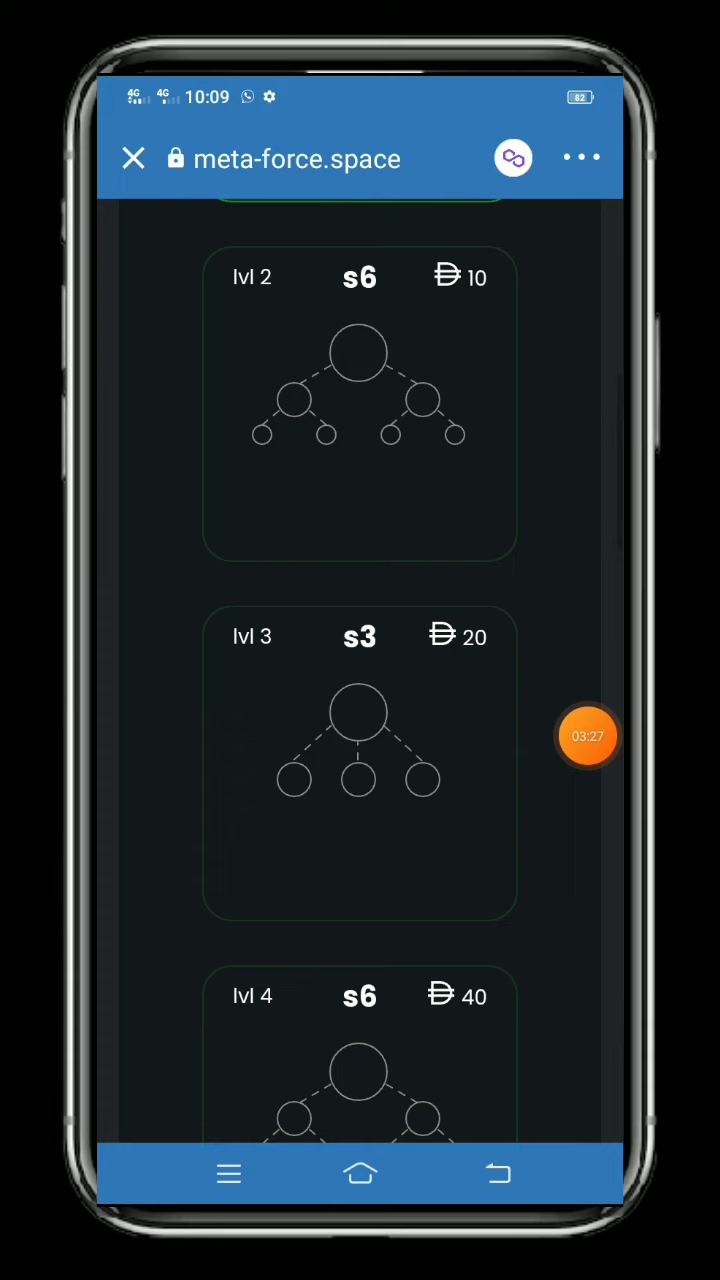 4G 4G 10:09 82
meta-force.space
lvl 2 s6 10
lvl 3 s3 20
03:27
lvl 4 s6 40